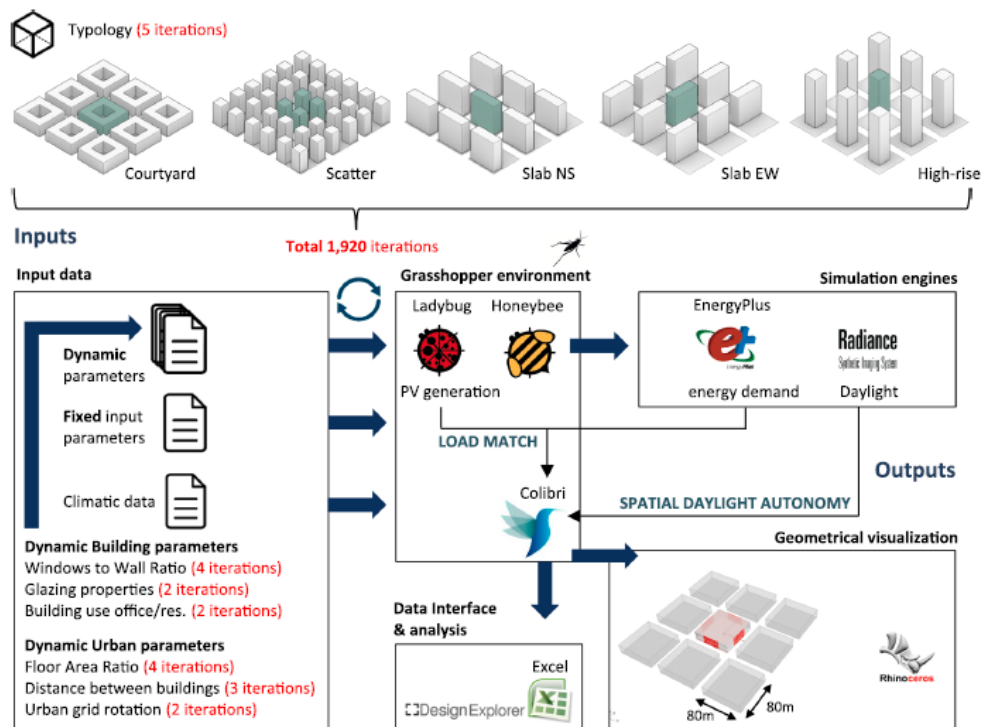 Typology (5 iterations)
Courtyard
Scatter
Slab NS
Slab EW
High-rise
Inputs
Total 1,920 iterations
Input data
Grasshopper environment
Simulation engines
Dynamic
parameters
Fixed input
parameters
Climatic data
Ladybug
Honeybee
PV generation
EnergyPlus
EnergyPlus
energy demand
Radiance
Synthetic Imaging System
Daylight
LOAD MATCH
Outputs
Colibri
SPATIAL DAYLIGHT AUTONOMY
Dynamic Building parameters
Windows to Wall Ratio (4 iterations)
Glazing properties (2 iterations)
Building use office/res. (2 iterations)
Dynamic Urban parameters
Floor Area Ratio (4 iterations)
Distance between buildings (3 iterations)
Urban grid rotation (2 iterations)
Data Interface
& analysis
Excel
DesignExplorer
Geometrical visualization
80m
80m
Rhinoceros